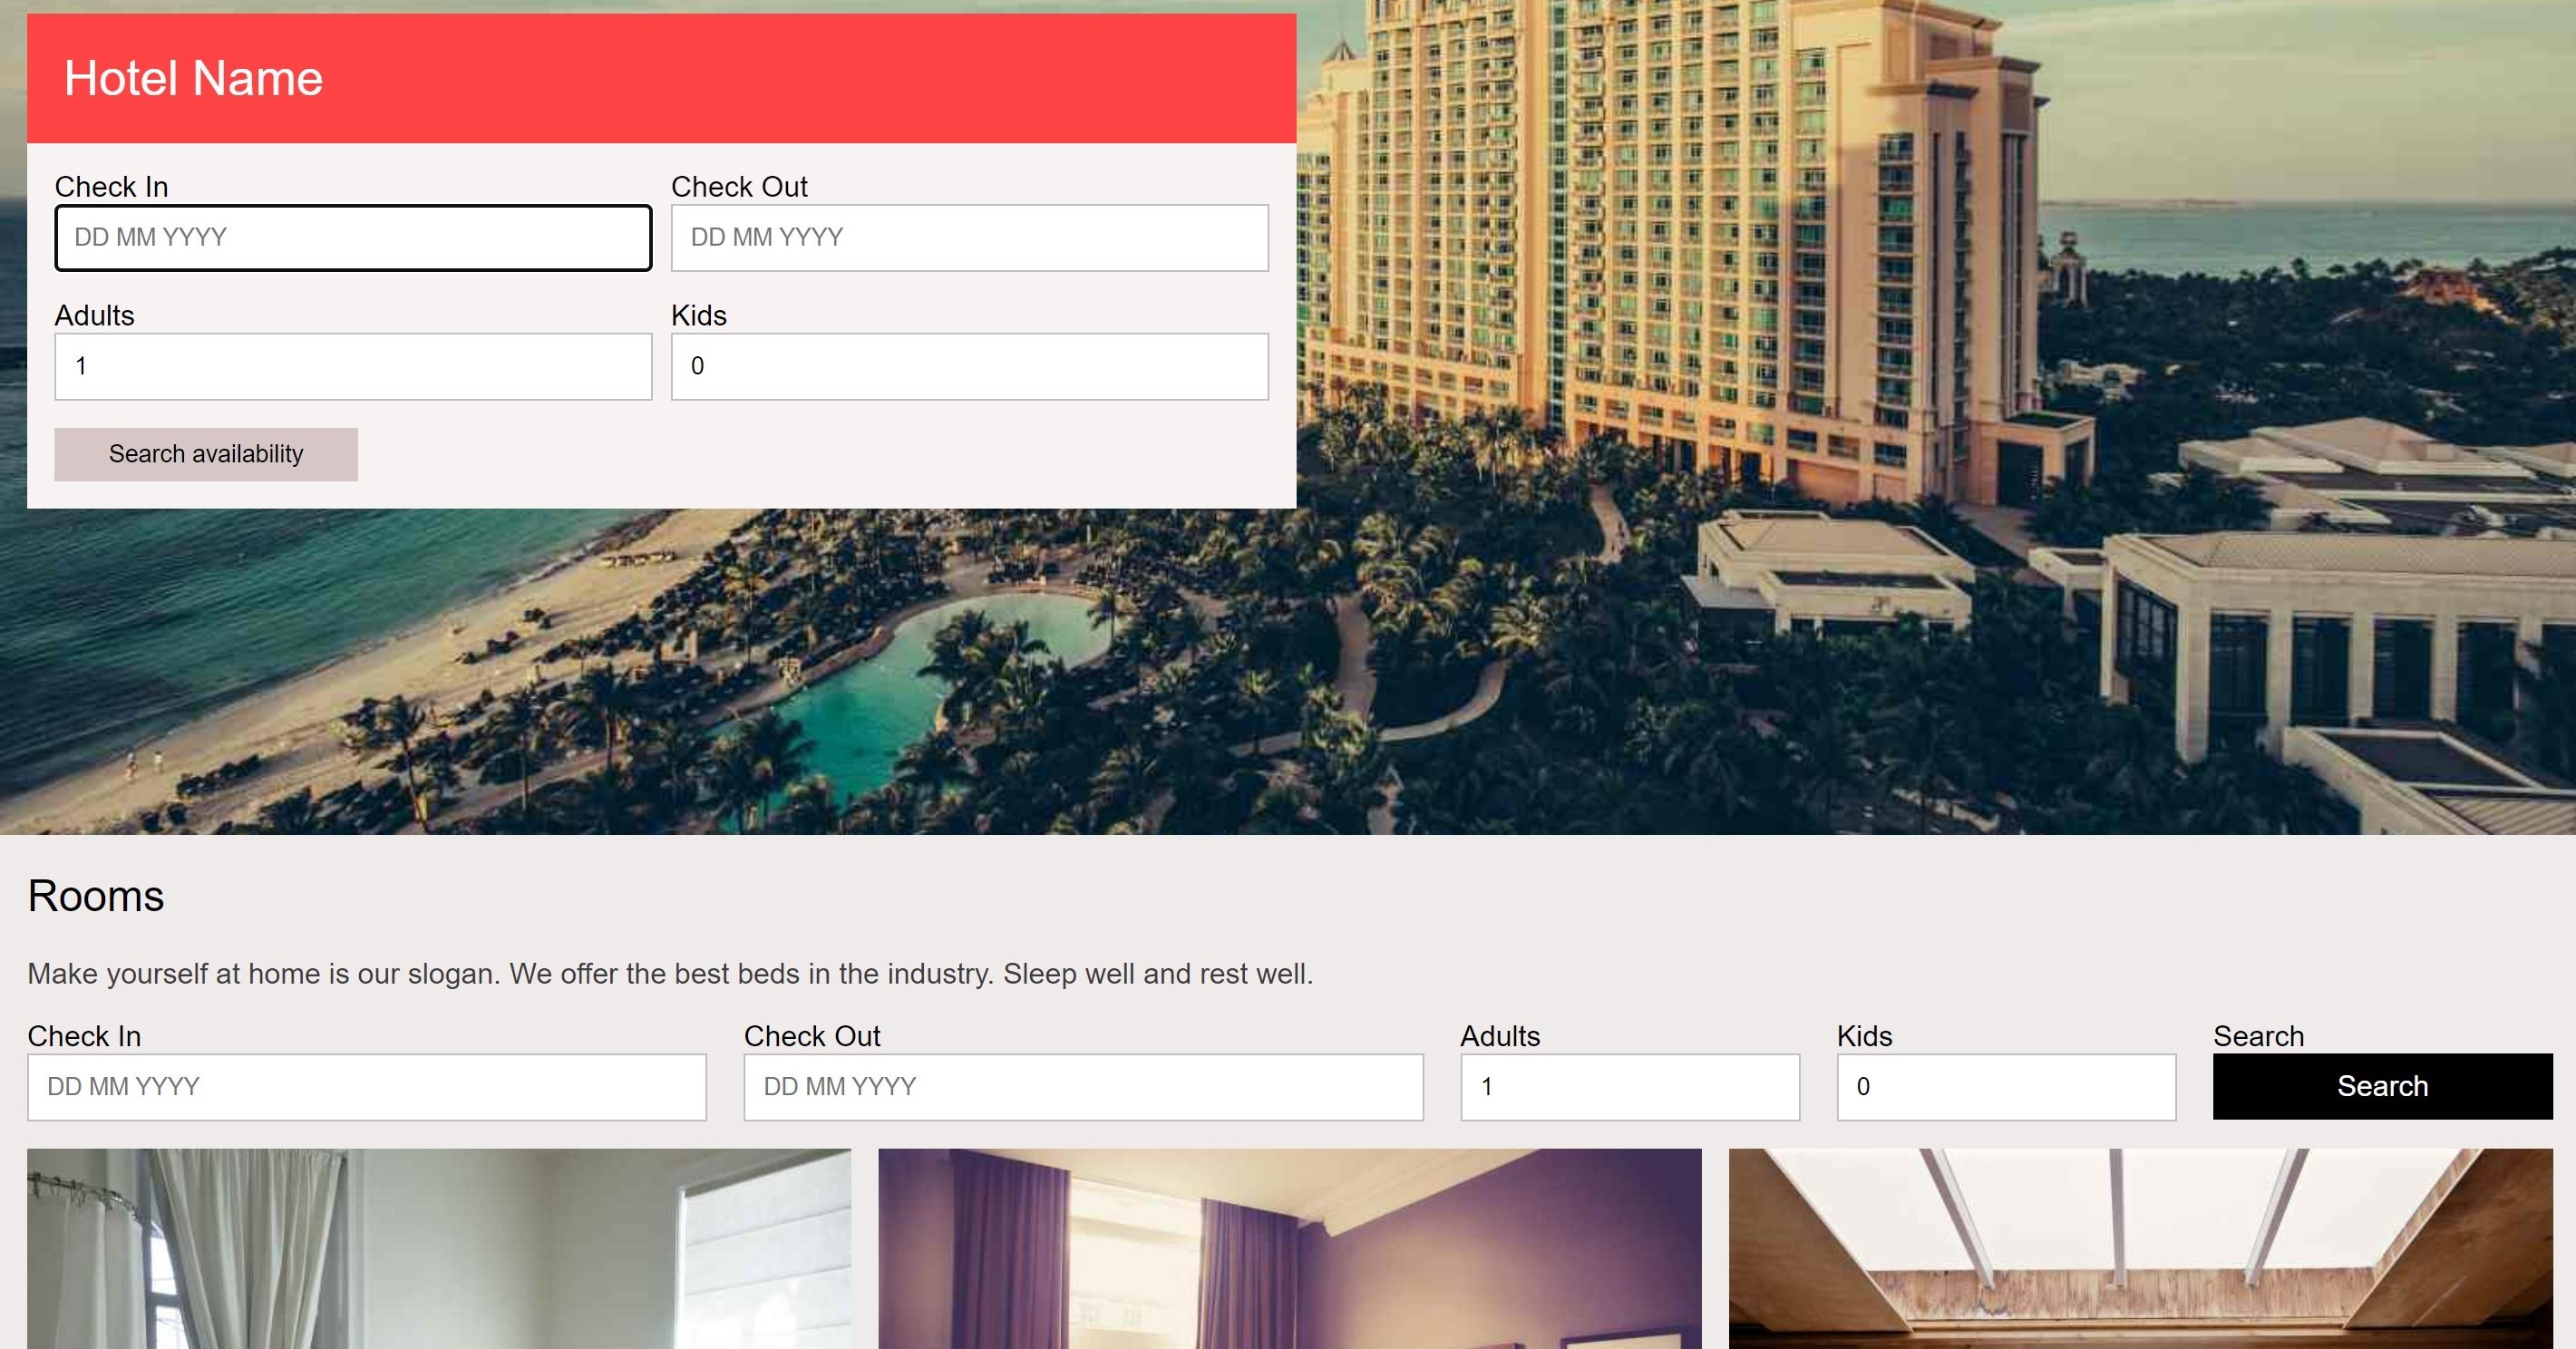 Hotel Name
Check In
Check Out
DD MM YYYY
DD MM YYYY
Adults
Kids
1
0
Search availability
Rooms
Make yourself at home is our slogan. We offer the best beds in the industry. Sleep well and rest well.
Check In
Check Out
Adults
Kids
Search
DD MM YYYY
DD MM YYYY
1
0
Search